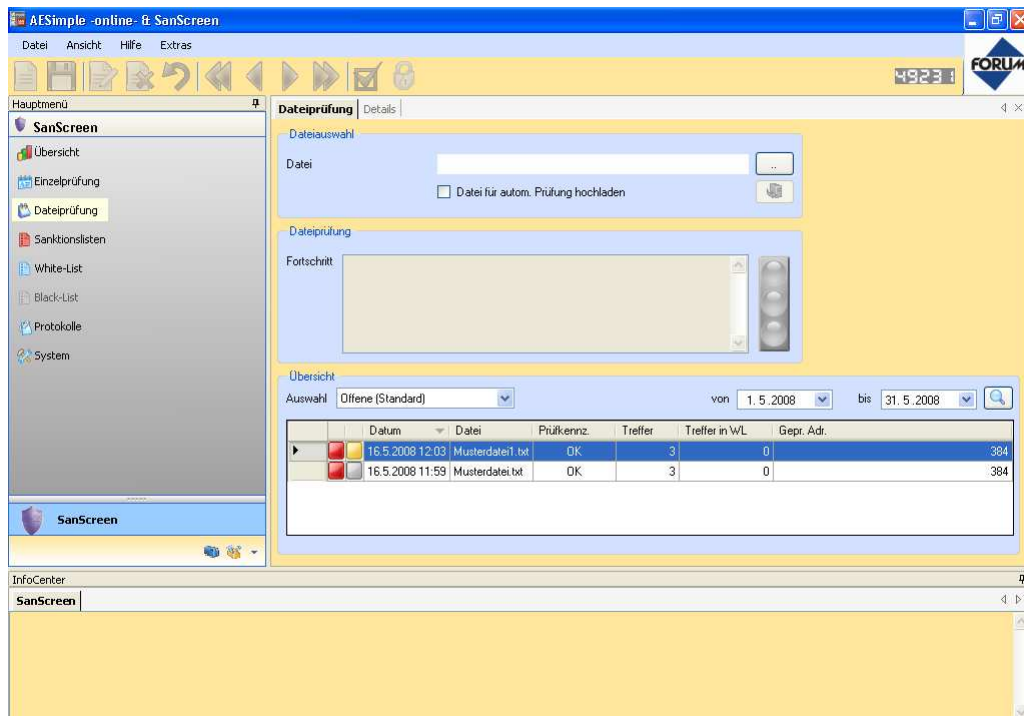 AESimple -online- & SanScreen
Datei Ansicht Hilfe Extras
49231
FORUM
Hauptmenü
SanScreen
Übersicht
Einzelprüfung
Dateiprüfung
Sanktionslisten
White-List
Black-List
Protokolle
System
SanScreen
Dateiprüfung Details
Dateiauswahl
Datei
..
Datei für autom. Prüfung hochladen
Dateiprüfung
Fortschritt
Übersicht
Auswahl Offene (Standard) von 1. 5.2008 bis 31. 5.2008
Datum Datei Prüfkennz. Treffer Treffer in WL Gepr. Adr.
16.5.2008 12:03 Musterdatei1.txt OK 3 0 384
16.5.2008 11:59 Musterdatei.txt OK 3 0 384
InfoCenter
SanScreen